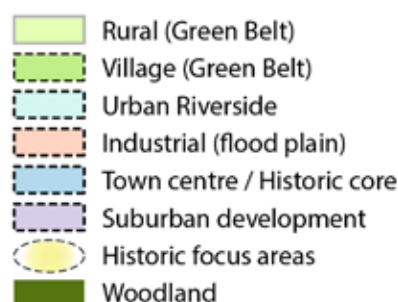 Rural (Green Belt)
Village (Green Belt)
Urban Riverside
Industrial (flood plain)
Town centre / Historic core
Suburban development
Historic focus areas
Woodland